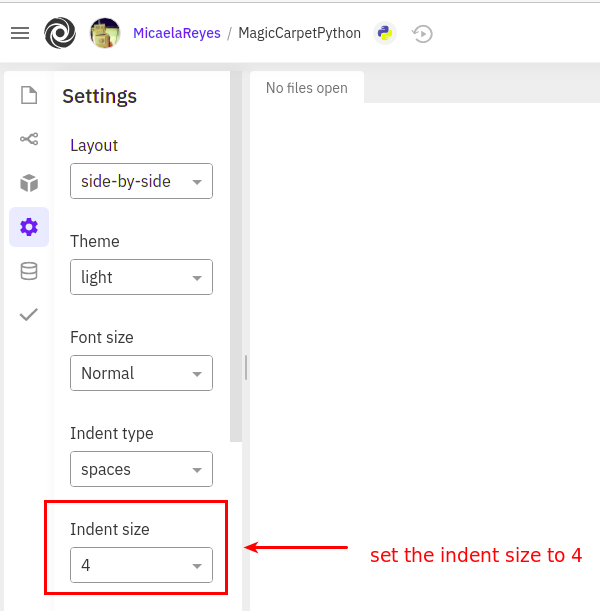 MicaelaReyes / MagicCarpetPython
No files open
Settings
Layout
side-by-side
Theme
light
Font size
Normal
Indent type
spaces
Indent size
4
set the indent size to 4